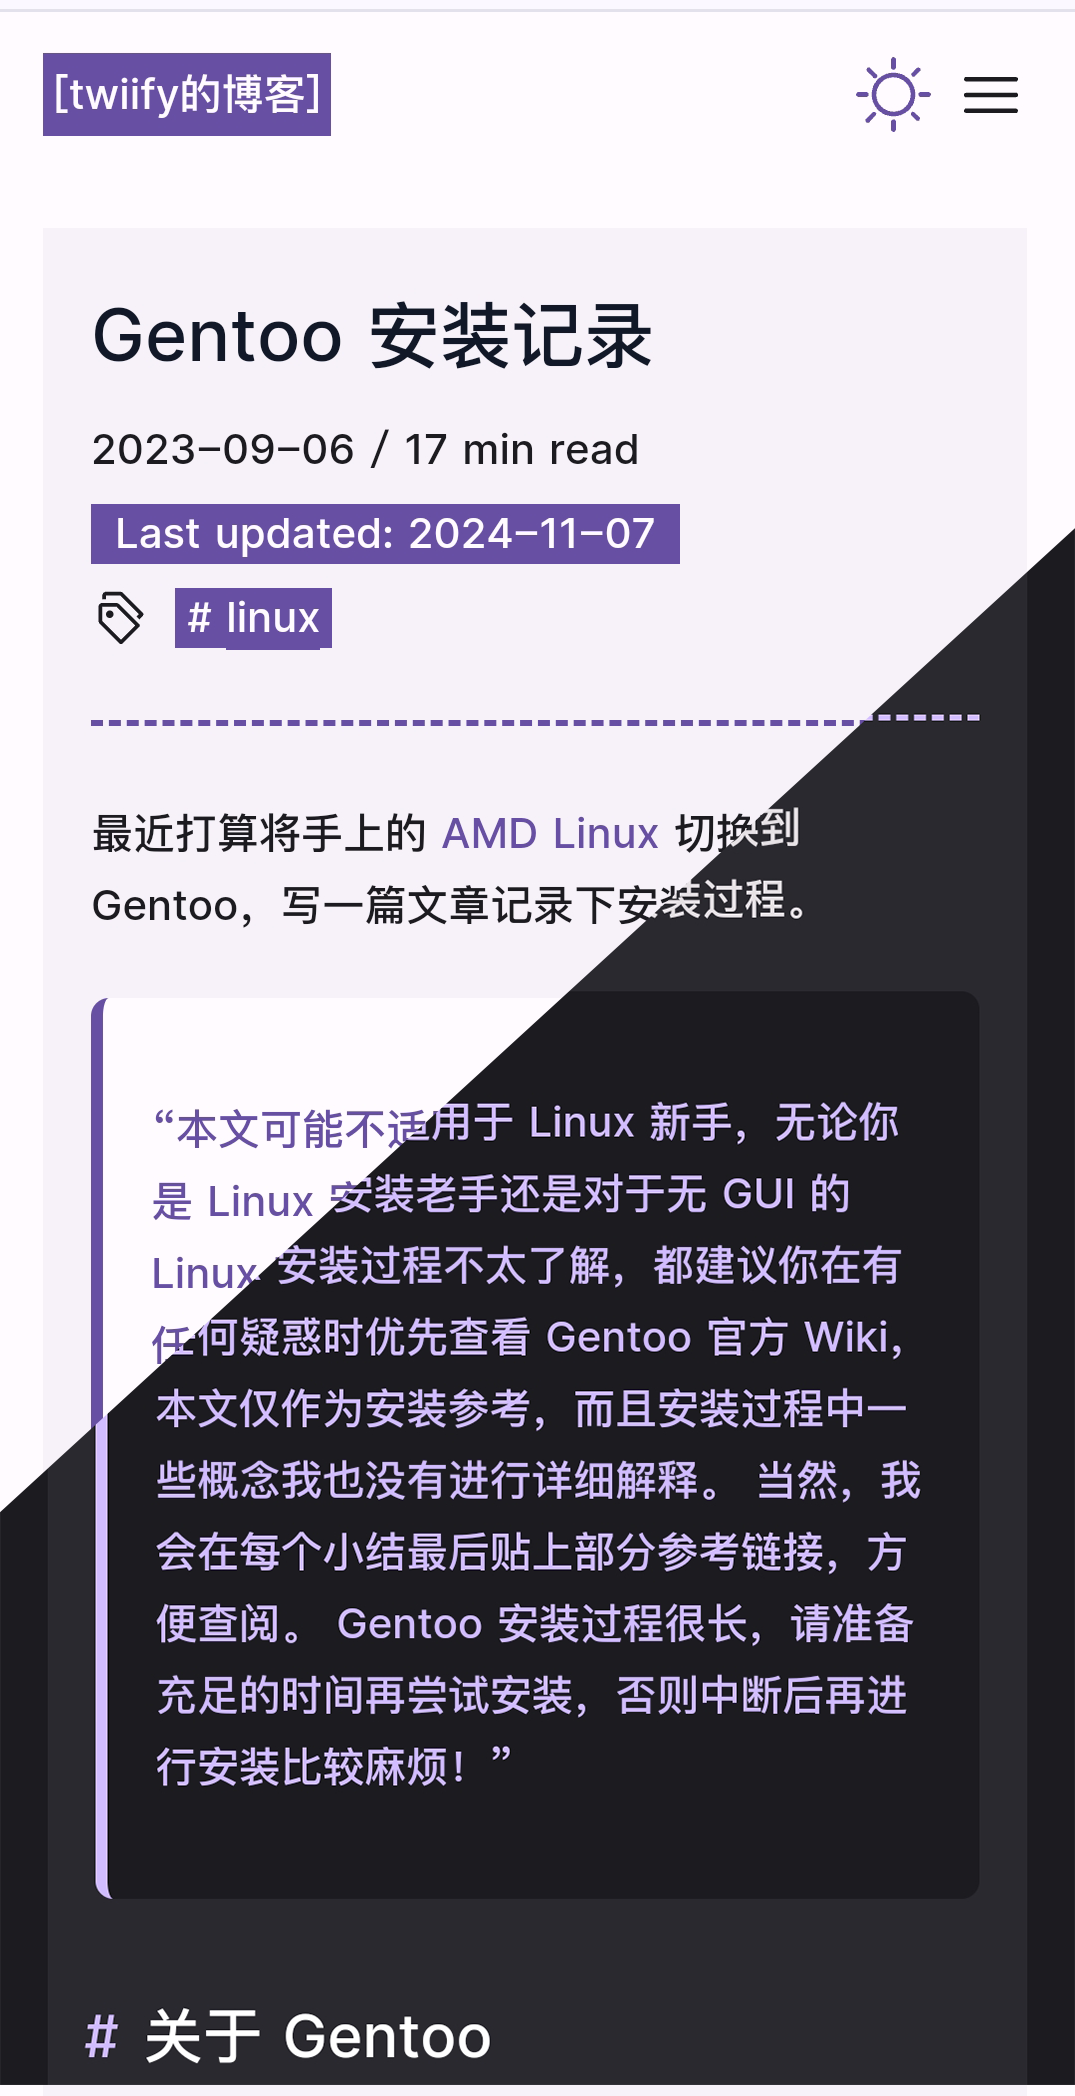 [twiify的博客]
Gentoo 安装记录
2023-09-06 / 17 min read
Last updated: 2024-11-07
# linux
最近打算将手上的 AMD Linux 切换到
Gentoo，写一篇文章记录下安装过程。
“本文可能不适用于 Linux 新手，无论你
是 Linux 安装老手还是对于无 GUI 的
Linux 安装过程不太了解，都建议你在有
任何疑惑时优先查看 Gentoo 官方 Wiki，
本文仅作为安装参考，而且安装过程中一
些概念我也没有进行详细解释。 当然，我
会在每个小结最后贴上部分参考链接，方
便查阅。 Gentoo 安装过程很长，请准备
充足的时间再尝试安装，否则中断后再进
行安装比较麻烦！”
# 关于 Gentoo